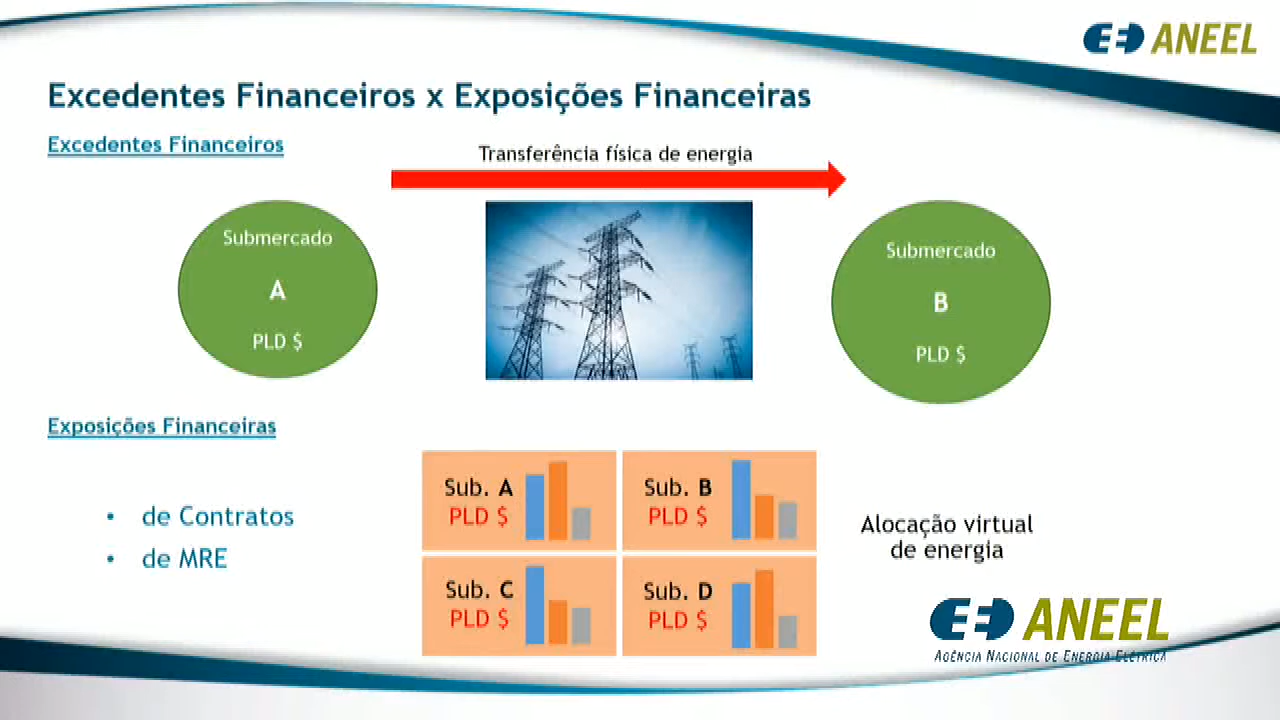 ANEEL
Excedentes Financeiros x Exposições Financeiras
Excedentes Financeiros
Transferência física de energia
Submercado
A
PLD $
Submercado
B
PLD $
Exposições Financeiras
• de Contratos
• de MRE
Sub. A
PLD $
Sub. B
PLD $
Sub. C
PLD $
Sub. D
PLD $
Alocação virtual
de energia
ANEEL
AGÊNCIA NACIONAL DE ENERGIA ELÉTRICA